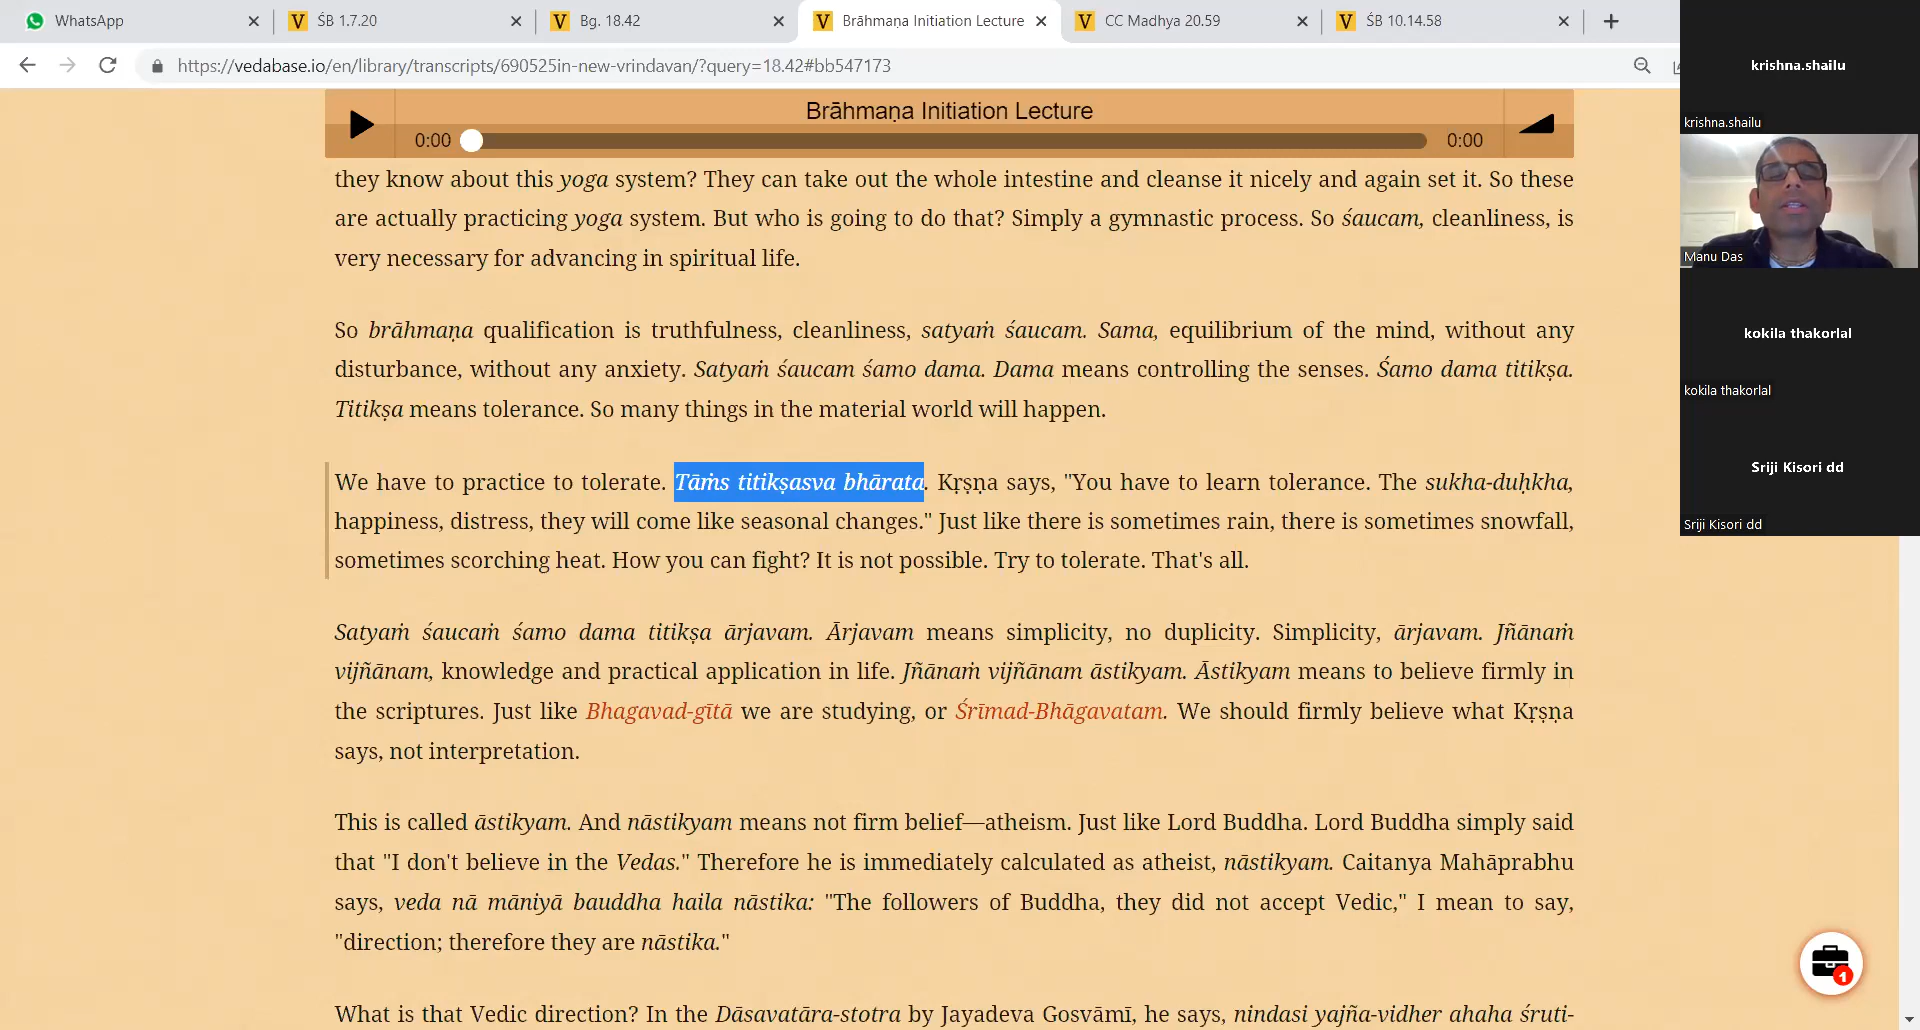 WhatsApp
ŚB 1.7.20
Bg. 18.42
Brāhmaṇa Initiation Lecture
CC Madhya 20.59
ŚB 10.14.58
https://vedabase.io/en/library/transcripts/690525in-new-vrindavan/?query=18.42#bb547173
Brāhmaṇa Initiation Lecture
0:00
0:00
they know about this yoga system? They can take out the whole intestine and cleanse it nicely and again set it. So these
are actually practicing yoga system. But who is going to do that? Simply a gymnastic process. So śaucam, cleanliness, is
very necessary for advancing in spiritual life.
So brāhmaṇa qualification is truthfulness, cleanliness, satyaṁ śaucam. Sama, equilibrium of the mind, without any
disturbance, without any anxiety. Satyaṁ śaucam śamo dama. Dama means controlling the senses. Śamo dama titikṣa.
Titikṣa means tolerance. So many things in the material world will happen.
We have to practice to tolerate. Tāṁs titikṣasva bhārata. Kṛṣṇa says, "You have to learn tolerance. The sukha-duḥkha,
happiness, distress, they will come like seasonal changes." Just like there is sometimes rain, there is sometimes snowfall,
sometimes scorching heat. How you can fight? It is not possible. Try to tolerate. That's all.
Satyaṁ śaucaṁ śamo dama titikṣa ārjavam. Ārjavam means simplicity, no duplicity. Simplicity, ārjavam. Jñānaṁ
vijñānam, knowledge and practical application in life. Jñānaṁ vijñānam āstikyam. Āstikyam means to believe firmly in
the scriptures. Just like Bhagavad-gītā we are studying, or Śrīmad-Bhāgavatam. We should firmly believe what Kṛṣṇa
says, not interpretation.
This is called āstikyam. And nāstikyam means not firm belief—atheism. Just like Lord Buddha. Lord Buddha simply said
that "I don't believe in the Vedas." Therefore he is immediately calculated as atheist, nāstikyam. Caitanya Mahāprabhu
says, veda nā māniyā bauddha haila nāstika: "The followers of Buddha, they did not accept Vedic," I mean to say,
"direction; therefore they are nāstika."
What is that Vedic direction? In the Dāsavatāra-stotra by Jayadeva Gosvāmī, he says, nindasi yajña-vidher ahaha śruti-
krishna.shailu
krishna.shailu
Manu Das
kokila thakorlal
kokila thakorlal
Sriji Kisori dd
Sriji Kisori dd
1